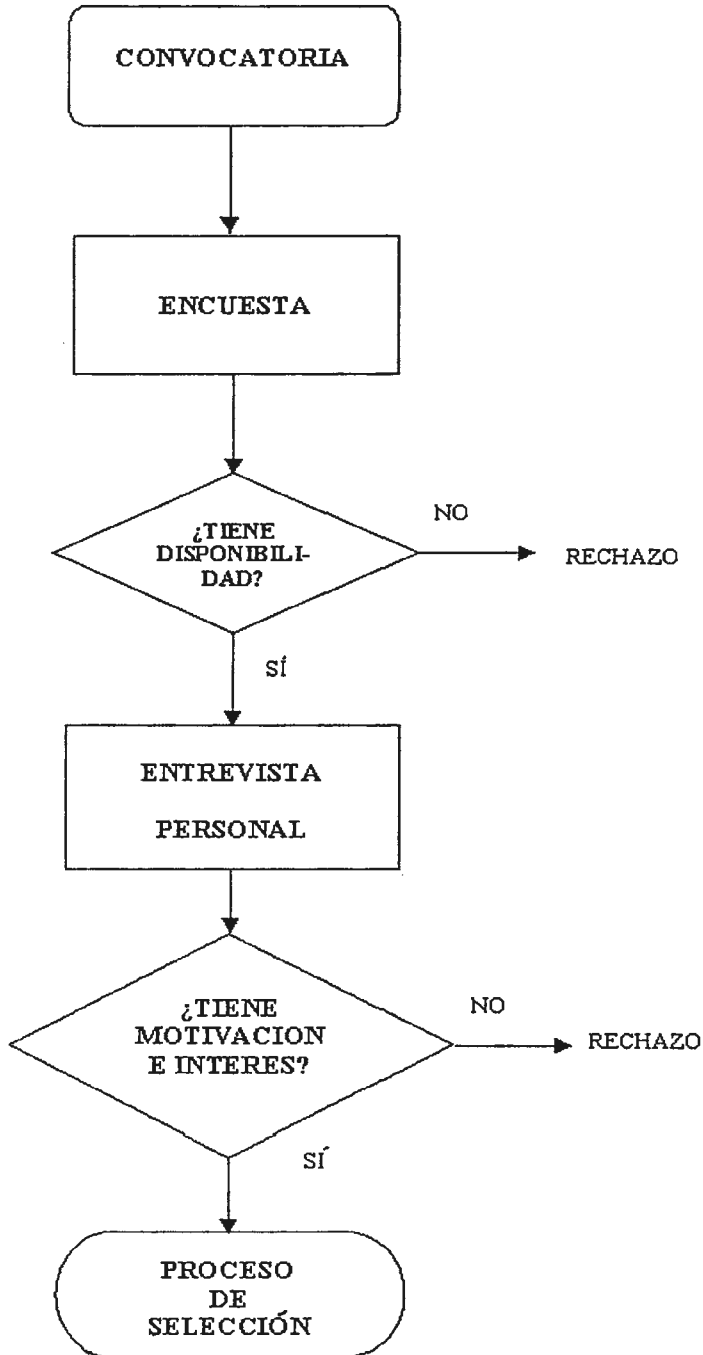 CONVOCATORIA
ENCUESTA
¿TIENE
DISPONIBILI-
DAD?
NO
RECHAZO
SÍ
ENTREVISTA
PERSONAL
¿TIENE
MOTIVACION
E INTERES?
NO
RECHAZO
SÍ
PROCESO
DE
SELECCIÓN